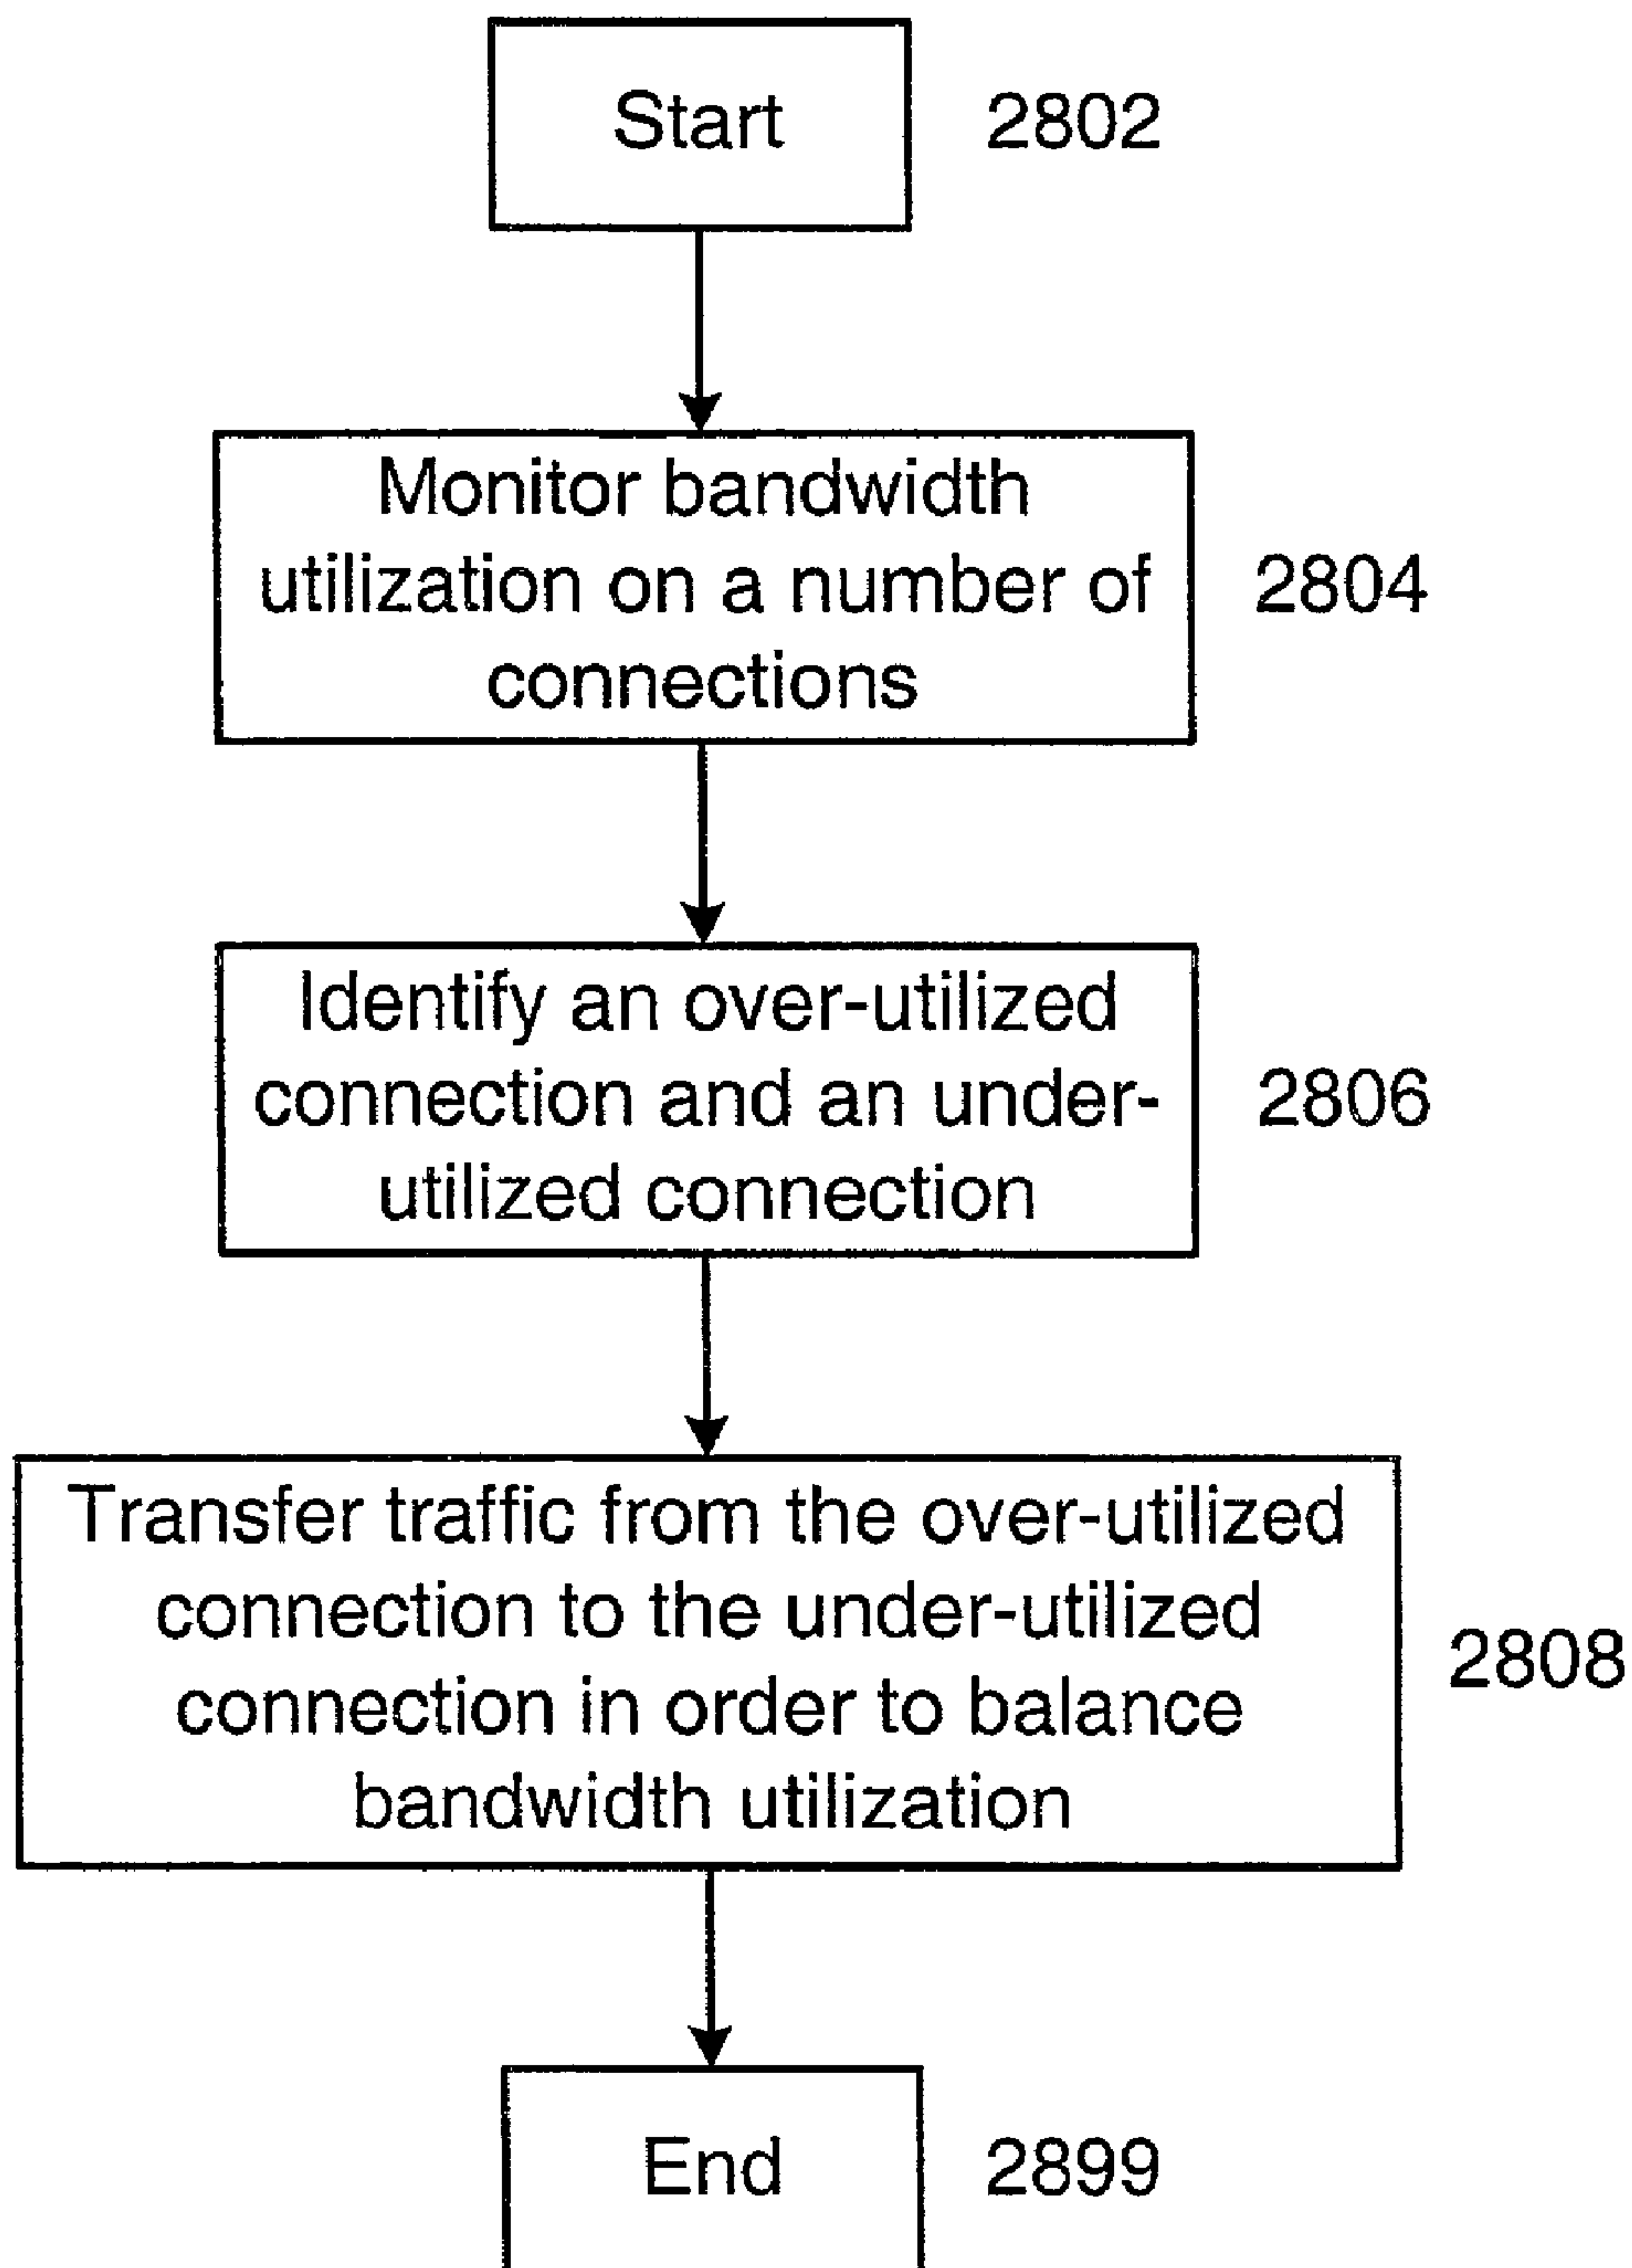 Start
2802
Monitor bandwidth
utilization on a number of
connections
2804
Identify an over-utilized
connection and an under-
utilized connection
2806
Transfer traffic from the over-utilized
connection to the under-utilized
connection in order to balance
bandwidth utilization
2808
End
2899